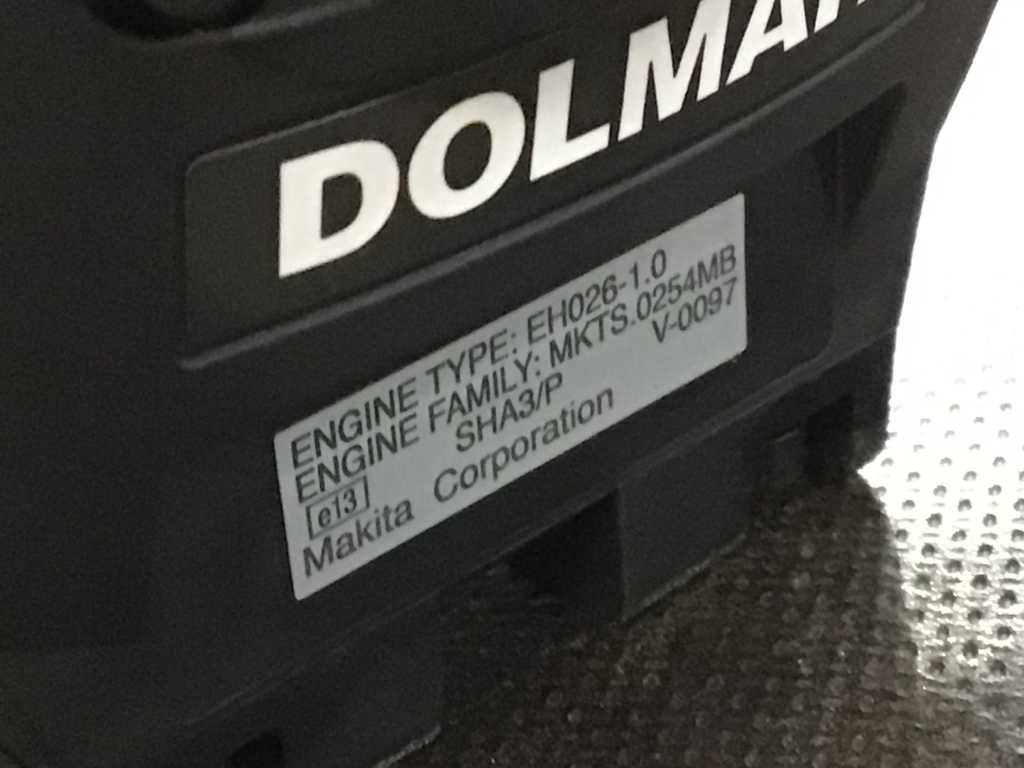 DOLMAR
ENGINE TYPE: EH026-1.0
ENGINE FAMILY: MKTS.0254MB
SHA3/P V-0097
e13
Makita Corporation